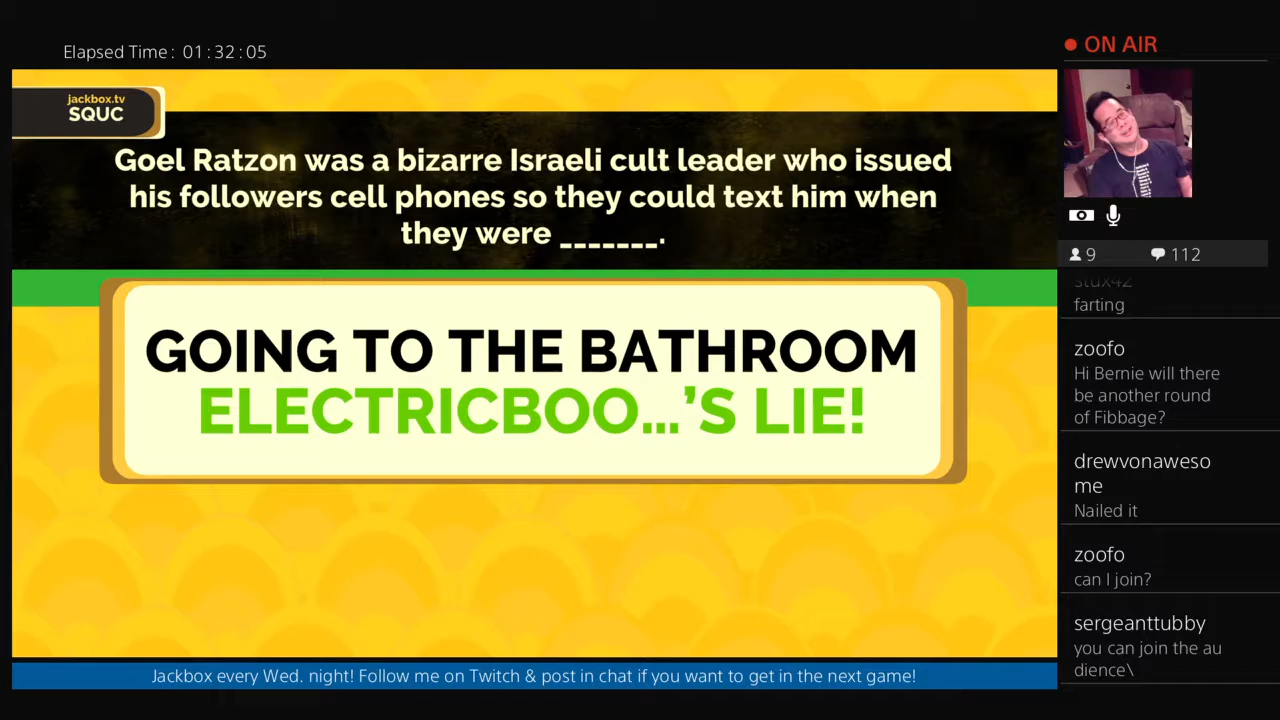 Elapsed Time: 01:32:05
ON AIR
jackbox.tv
SQUC
Goel Ratzon was a bizarre Israeli cult leader who issued
his followers cell phones so they could text him when
they were _______.
GOING TO THE BATHROOM
ELECTRICBOO...'S LIE!
9
112
stux42
farting
zoofo
Hi Bernie will there
be another round
of Fibbage?
drewvonaweso
me
Nailed it
zoofo
can I join?
sergeanttubby
you can join the au
dience\
Jackbox every Wed. night! Follow me on Twitch & post in chat if you want to get in the next game!